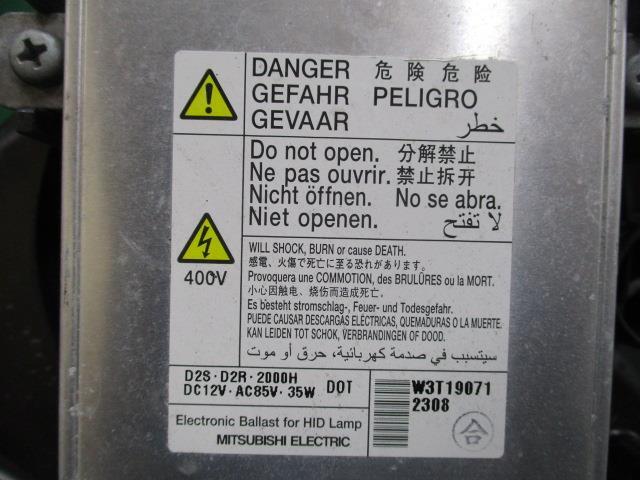 DANGER 危険危险
GEFAHR PELIGRO
GEVAAR خطر
Do not open. 分解禁止
Ne pas ouvrir. 禁止拆开
Nicht öffnen. No se abra.
Niet openen. لا تفتح
400V
WILL SHOCK, BURN or cause DEATH.
感電、火傷で死亡に至る恐れがあります。
Provoquera une COMMOTION, des BRULÛRES ou la MORT.
小心因触电、烧伤而造成死亡。
Es besteht stromschlag-, Feuer- und Todesgefahr.
PUEDE CAUSAR DESCARGAS ELÉCTRICAS, QUEMADURAS O LA MUERTE.
KAN LEIDEN TOT SCHOK, VERBRANDINGEN OF DOOD.
سيتسبب في صدمة كهربائية، حرق أو موت
D2S·D2R·2000H DOT
DC12V·AC85V·35W
W3T19071
2308
Electronic Ballast for HID Lamp
MITSUBISHI ELECTRIC
合